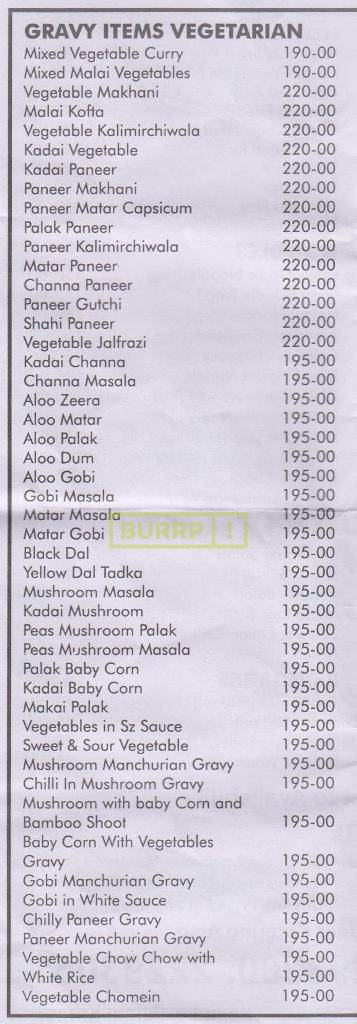 GRAVY ITEMS VEGETARIAN
Mixed Vegetable Curry 190-00
Mixed Malai Vegetables 190-00
Vegetable Makhani 220-00
Malai Kofta 220-00
Vegetable Kalimirchiwala 220-00
Kadai Vegetable 220-00
Kadai Paneer 220-00
Paneer Makhani 220-00
Paneer Matar Capsicum 220-00
Palak Paneer 220-00
Paneer Kalimirchiwala 220-00
Matar Paneer 220-00
Channa Paneer 220-00
Paneer Gutchi 220-00
Shahi Paneer 220-00
Vegetable Jalfrazi 220-00
Kadai Channa 195-00
Channa Masala 195-00
Aloo Zeera 195-00
Aloo Matar 195-00
Aloo Palak 195-00
Aloo Dum 195-00
Aloo Gobi 195-00
Gobi Masala 195-00
Matar Masala 195-00
Matar Gobi 195-00
BURRP!
Black Dal 195-00
Yellow Dal Tadka 195-00
Mushroom Masala 195-00
Kadai Mushroom 195-00
Peas Mushroom Palak 195-00
Peas Mushroom Masala 195-00
Palak Baby Corn 195-00
Kadai Baby Corn 195-00
Makai Palak 195-00
Vegetables in Sz Sauce 195-00
Sweet & Sour Vegetable 195-00
Mushroom Manchurian Gravy 195-00
Chilli In Mushroom Gravy 195-00
Mushroom with baby Corn and
Bamboo Shoot 195-00
Baby Corn With Vegetables
Gravy 195-00
Gobi Manchurian Gravy 195-00
Gobi in White Sauce 195-00
Chilly Paneer Gravy 195-00
Paneer Manchurian Gravy 195-00
Vegetable Chow Chow with
White Rice 195-00
Vegetable Chomein 195-00